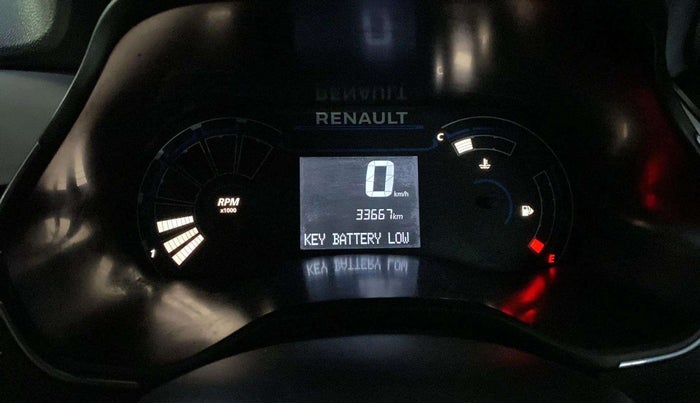 RENAULT
C
0 km/h
RPM
x1000
33667km
KEY BATTERY LOW
1
E